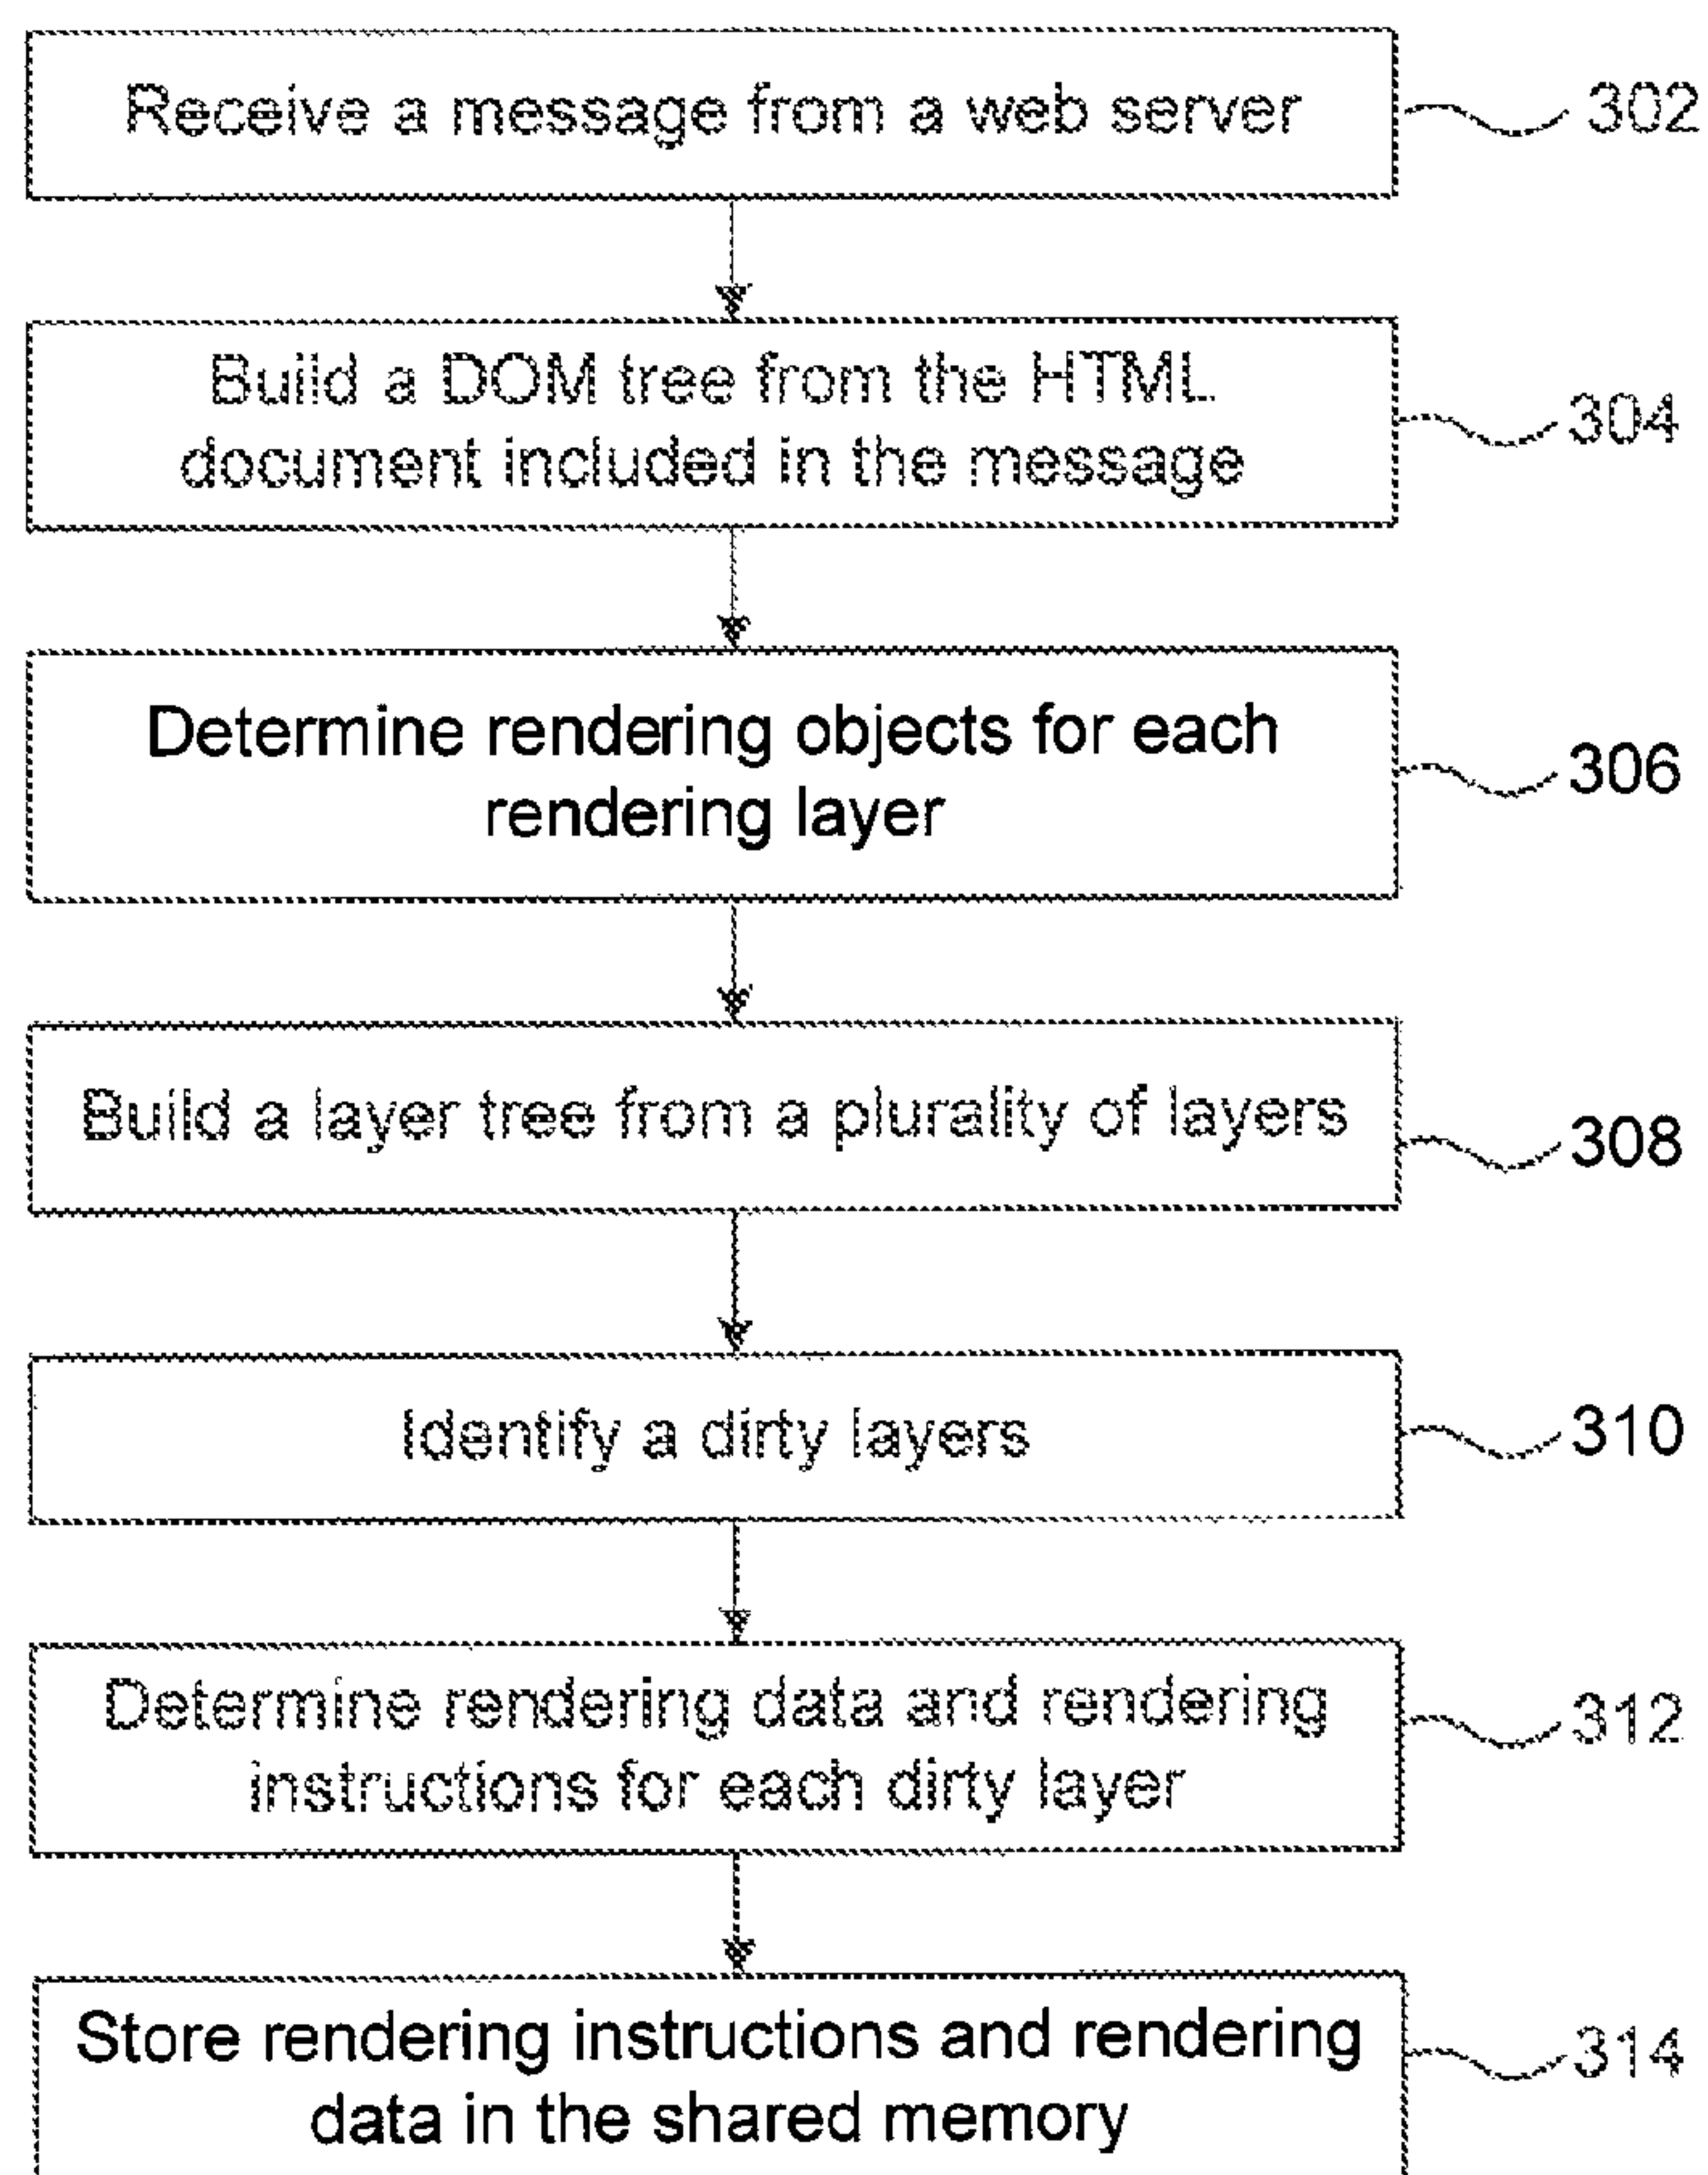 Receive a message from a web server
302
Build a DOM tree from the HTML
document included in the message
304
Determine rendering objects for each
rendering layer
306
Build a layer tree from a plurality of layers
308
Identify a dirty layers
310
Determine rendering data and rendering
instructions for each dirty layer
312
Store rendering instructions and rendering
data in the shared memory
314